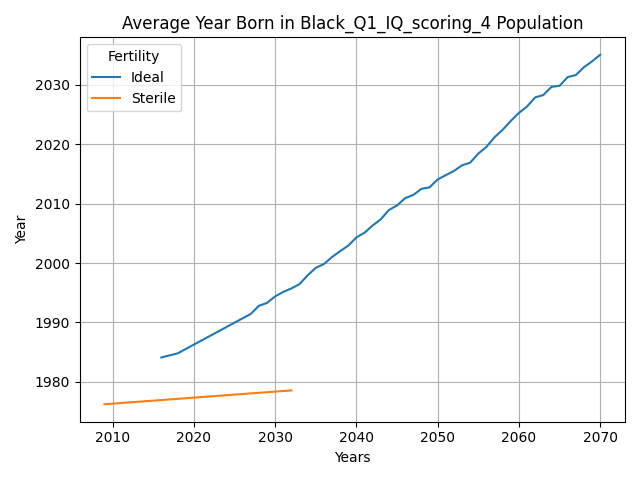 Average Year Born in Black_Q1_IQ_scoring_4 Population
Fertility
Ideal
Sterile
Year
2030
2020
2010
2000
1990
1980
2010 2020 2030 2040 2050 2060 2070
Years